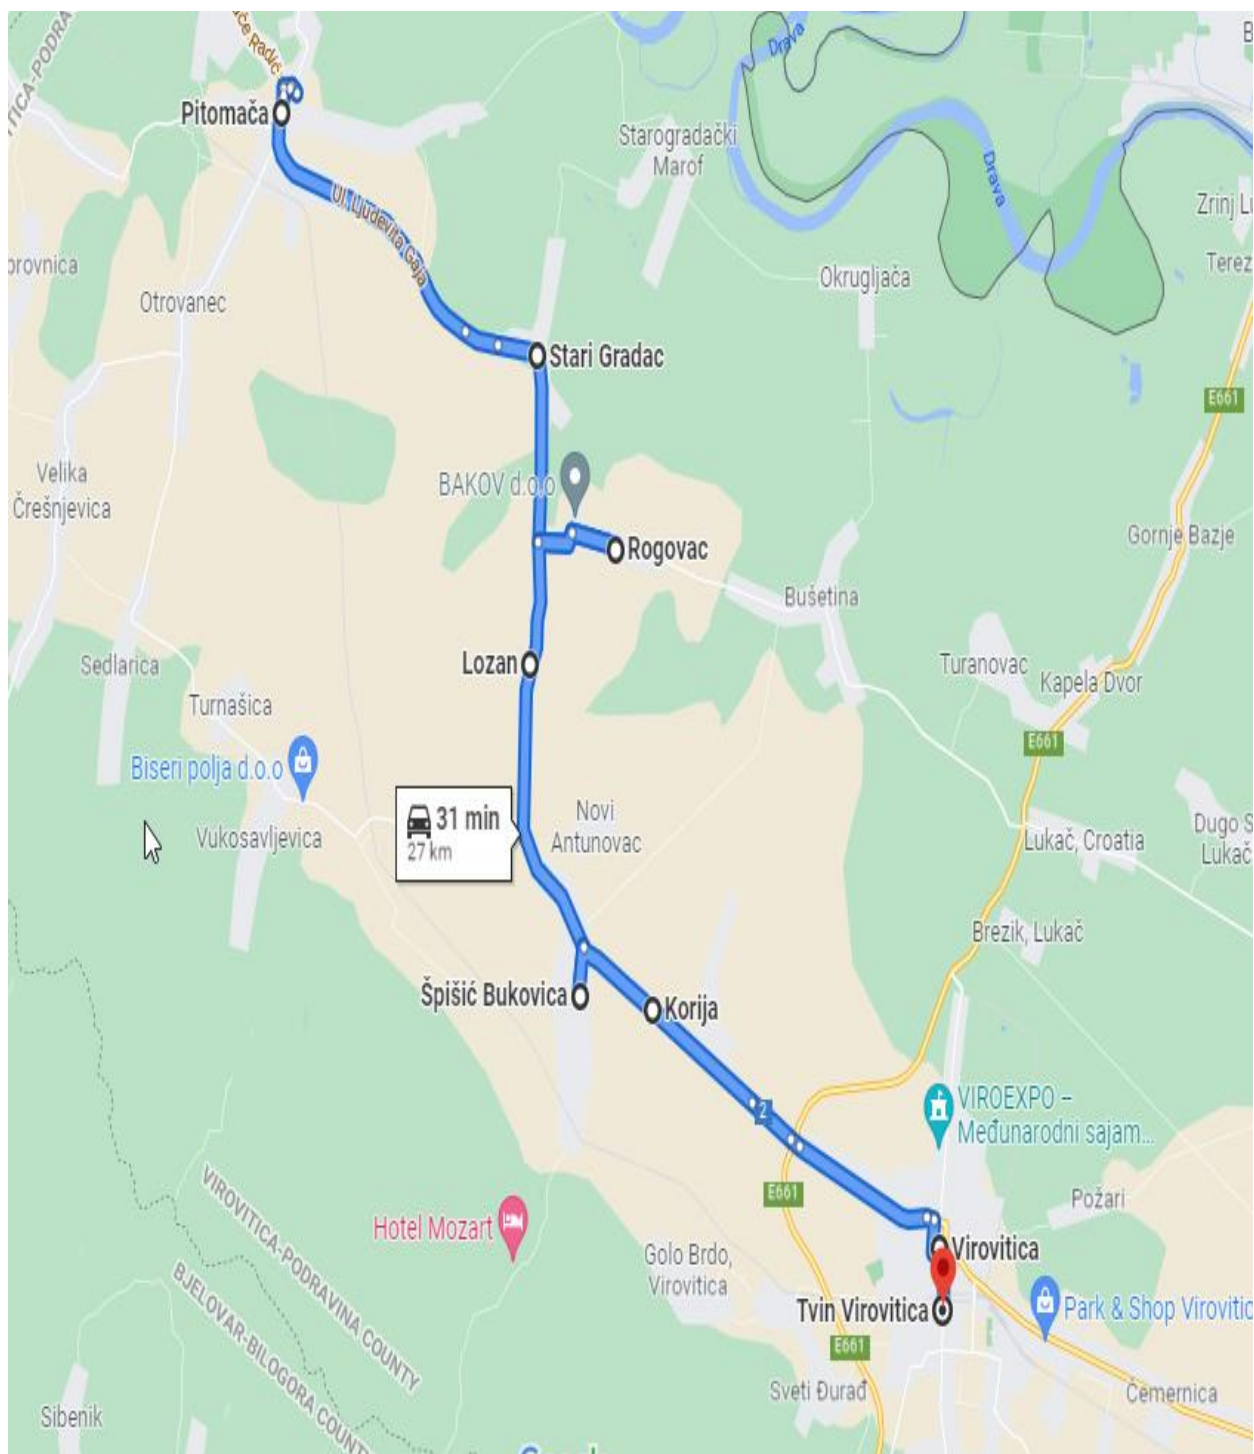 Drava
Pitomača
Starogradački
Marof
Drava
Zrinj
Ul. Ljudevita Gaja
Okrugljača
Otrovanec
Stari Gradac
E661
Velika
Črešnjevica
BAKOV d.o.o
Gornje Bazje
Rogovac
Bušetina
Lozan
Sedlarica
Turanovac
Kapela Dvor
Turnašica
E661
Biseri polja d.o.o
31 min
27 km
Novi
Antunovac
Vukosavljevica
Lukač, Croatia
Dugo S
Lukač
Brezik, Lukač
Špišić Bukovica
Korija
2
VIROEXPO –
Međunarodni sajam...
E661
Požari
VIROVITICA-PODRAVINA COUNTY
Hotel Mozart
Golo Brdo,
Virovitica
Virovitica
BJELOVAR-BILOGORA COUNT
Tvin Virovitica
Park & Shop Virovitic
E661
Sveti Đurađ
Čemernica
Sibenik